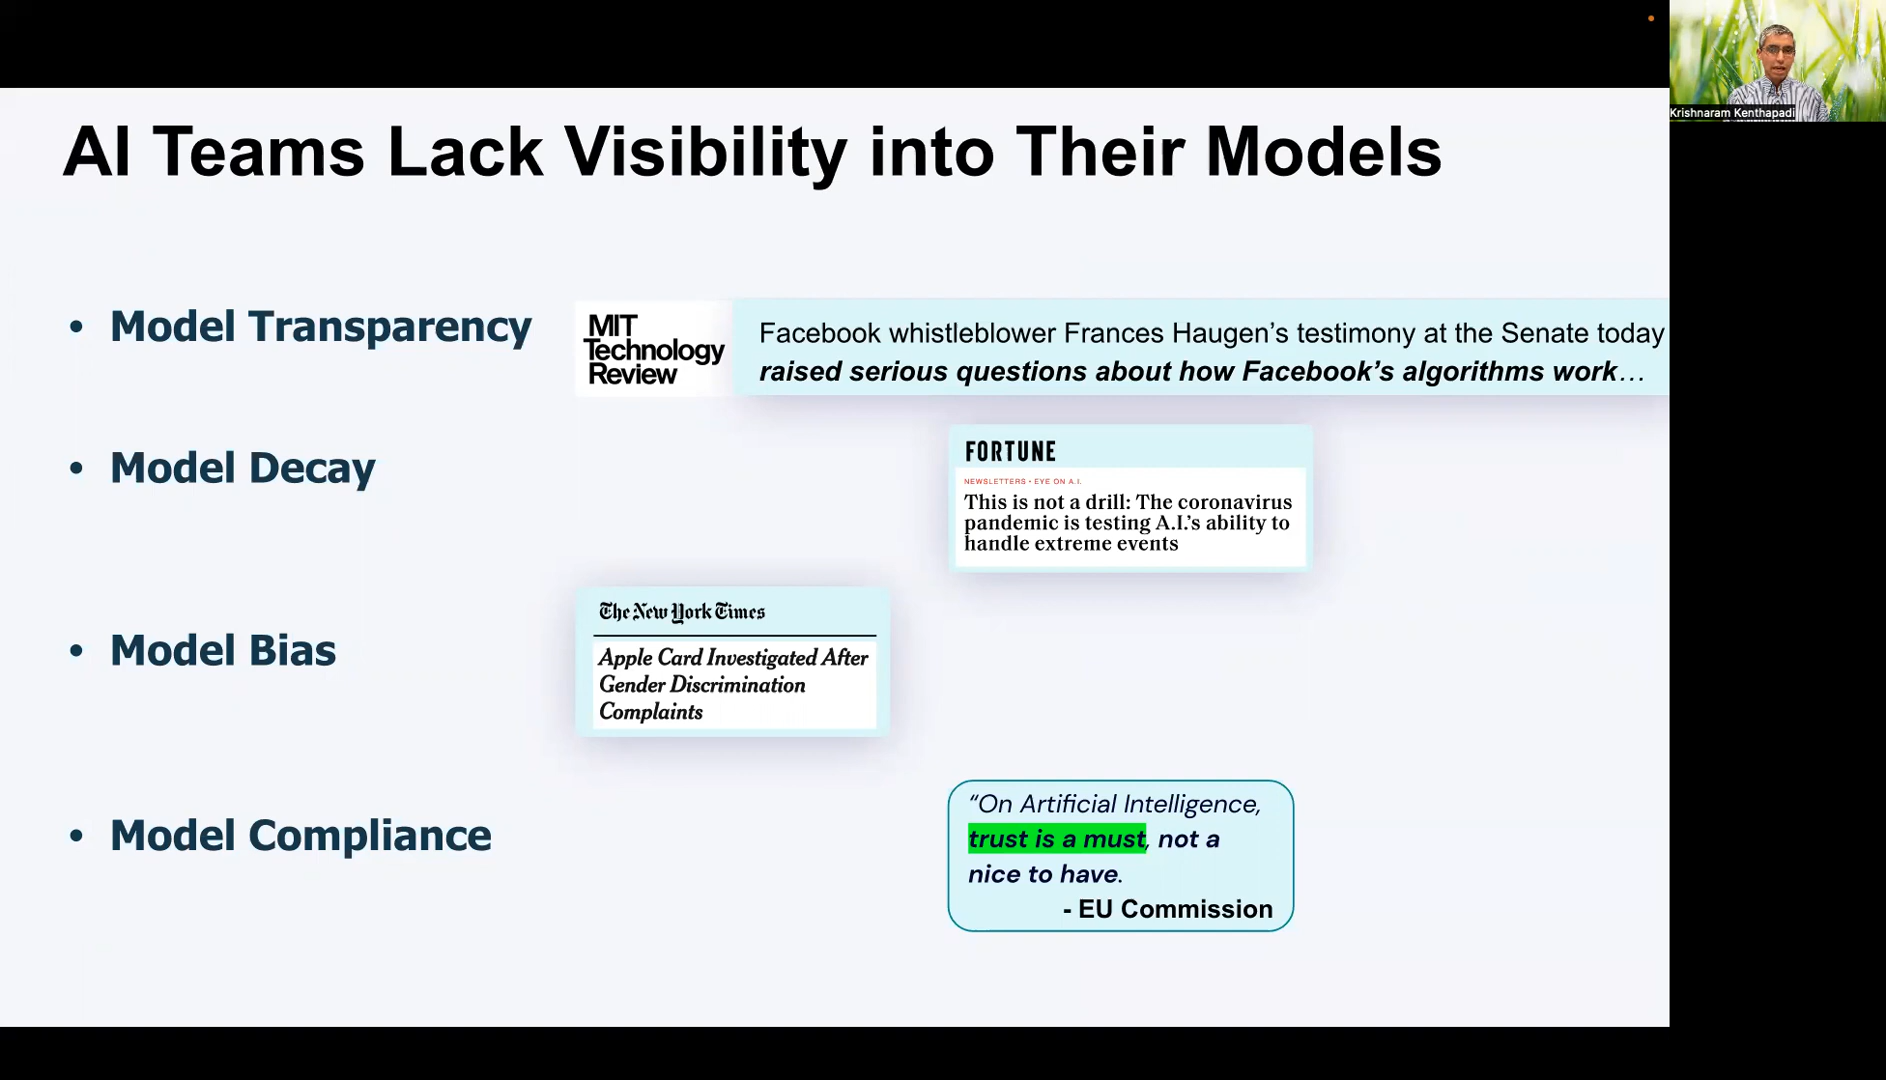 Krishnaram Kenthapadi
AI Teams Lack Visibility into Their Models
• Model Transparency
MIT
Technology
Review
Facebook whistleblower Frances Haugen’s testimony at the Senate today
raised serious questions about how Facebook’s algorithms work…
• Model Decay
FORTUNE
NEWSLETTERS • EYE ON A.I.
This is not a drill: The coronavirus
pandemic is testing A.I.’s ability to
handle extreme events
• Model Bias
The New York Times
Apple Card Investigated After
Gender Discrimination
Complaints
• Model Compliance
“On Artificial Intelligence,
trust is a must, not a
nice to have.
- EU Commission